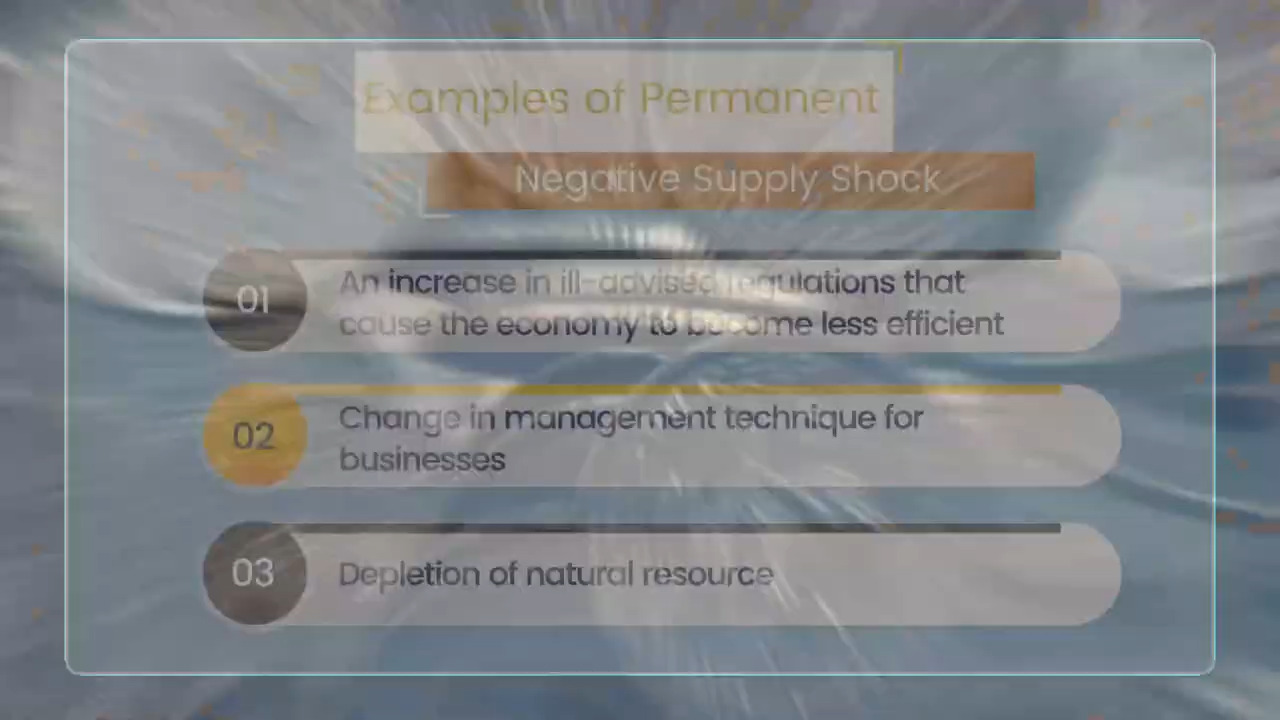 Examples of Permanent
Negative Supply Shock
01
An increase in ill-advised regulations that
cause the economy to become less efficient
02
Change in management technique for
businesses
03
Depletion of natural resource